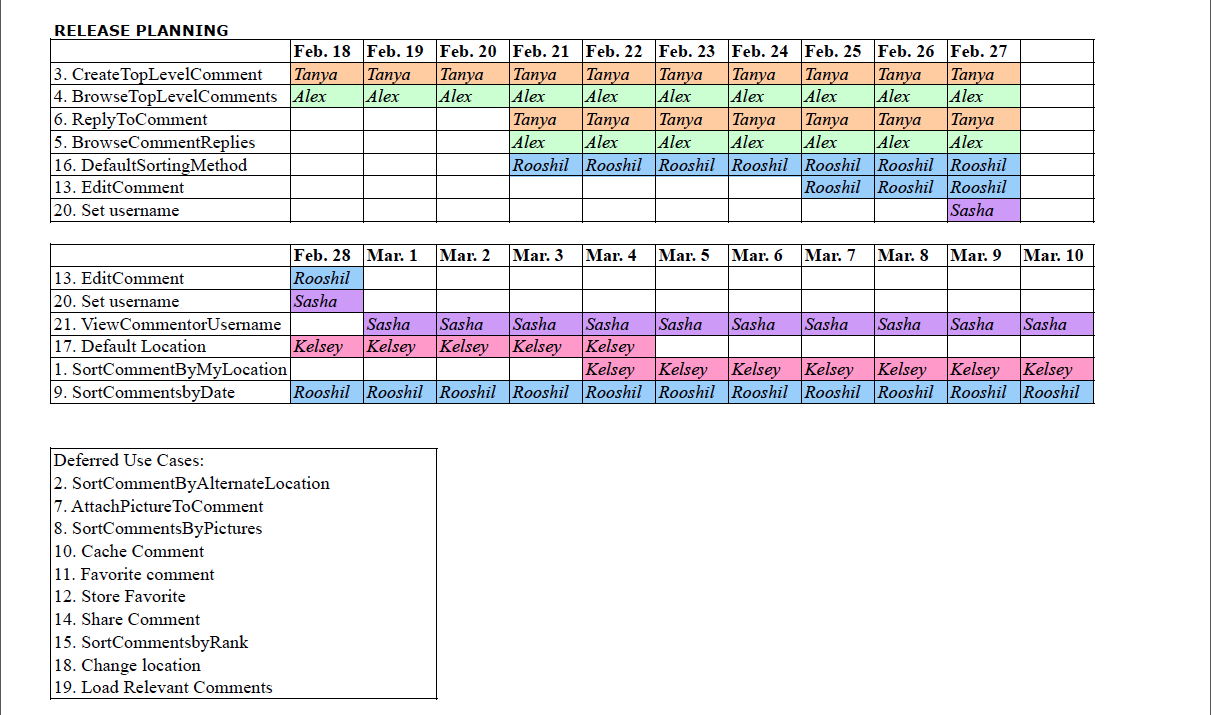 RELEASE PLANNING
Feb. 18 Feb. 19 Feb. 20 Feb. 21 Feb. 22 Feb. 23 Feb. 24 Feb. 25 Feb. 26 Feb. 27
3. CreateTopLevelComment Tanya Tanya Tanya Tanya Tanya Tanya Tanya Tanya Tanya Tanya
4. BrowseTopLevelComments Alex Alex Alex Alex Alex Alex Alex Alex Alex Alex
6. ReplyToComment Tanya Tanya Tanya Tanya Tanya Tanya Tanya
5. BrowseCommentReplies Alex Alex Alex Alex Alex Alex Alex
16. DefaultSortingMethod Rooshil Rooshil Rooshil Rooshil Rooshil Rooshil Rooshil
13. EditComment Rooshil Rooshil Rooshil
20. Set username Sasha
Feb. 28 Mar. 1 Mar. 2 Mar. 3 Mar. 4 Mar. 5 Mar. 6 Mar. 7 Mar. 8 Mar. 9 Mar. 10
13. EditComment Rooshil
20. Set username Sasha
21. ViewCommentorUsername Sasha Sasha Sasha Sasha Sasha Sasha Sasha Sasha Sasha Sasha
17. Default Location Kelsey Kelsey Kelsey Kelsey Kelsey
1. SortCommentByMyLocation Kelsey Kelsey Kelsey Kelsey Kelsey Kelsey Kelsey
9. SortCommentsbyDate Rooshil Rooshil Rooshil Rooshil Rooshil Rooshil Rooshil Rooshil Rooshil Rooshil Rooshil
Deferred Use Cases:
2. SortCommentByAlternateLocation
7. AttachPictureToComment
8. SortCommentsByPictures
10. Cache Comment
11. Favorite comment
12. Store Favorite
14. Share Comment
15. SortCommentsbyRank
18. Change location
19. Load Relevant Comments